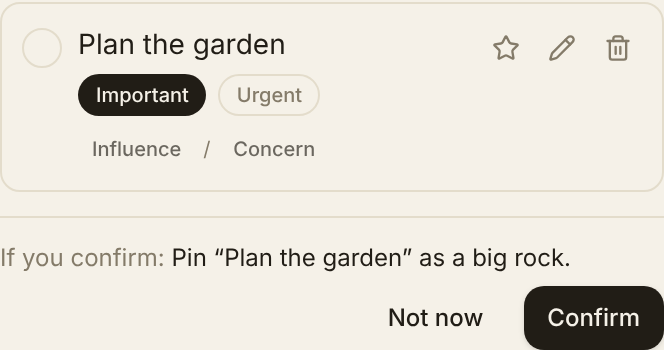 Plan the garden
Important Urgent
Influence / Concern
If you confirm: Pin “Plan the garden” as a big rock.
Not now Confirm